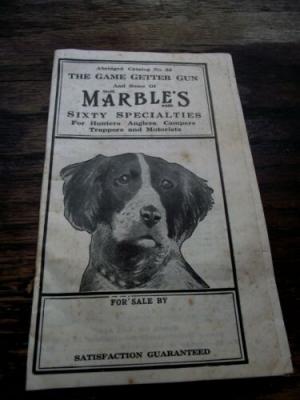 Abridged Catalog No.
THE GAME GETTER GUN
And Some Of
MARBLE'S
SIXTY SPECIALTIES
For Hunters Anglers, Campers
Trappers and Motorists
FOR SALE BY
SATISFACTION GUARANTEED